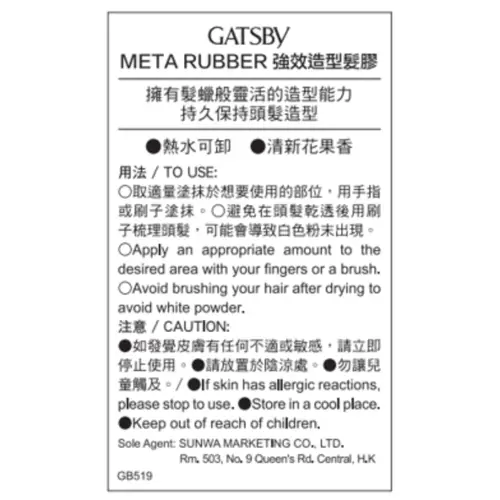 GATSBY
META RUBBER 強效造型髮膠
擁有髮蠟般靈活的造型能力
持久保持頭髮造型
●熱水可卸 ●清新花果香
用法 / TO USE:
○取適量塗抹於想要使用的部位，用手指
或刷子塗抹。○避免在頭髮乾透後用刷
子梳理頭髮，可能會導致白色粉末出現。
○Apply an appropriate amount to the
desired area with your fingers or a brush.
○Avoid brushing your hair after drying to
avoid white powder.
注意 / CAUTION:
●如發覺皮膚有任何不適或敏感，請立即
停止使用。●請放置於陰涼處。●勿讓兒
童觸及。/ ●If skin has allergic reactions,
please stop to use. ●Store in a cool place.
●Keep out of reach of children.
Sole Agent: SUNWA MARKETING CO., LTD.
Rm. 503, No. 9 Queen's Rd. Central, H.K
GB519